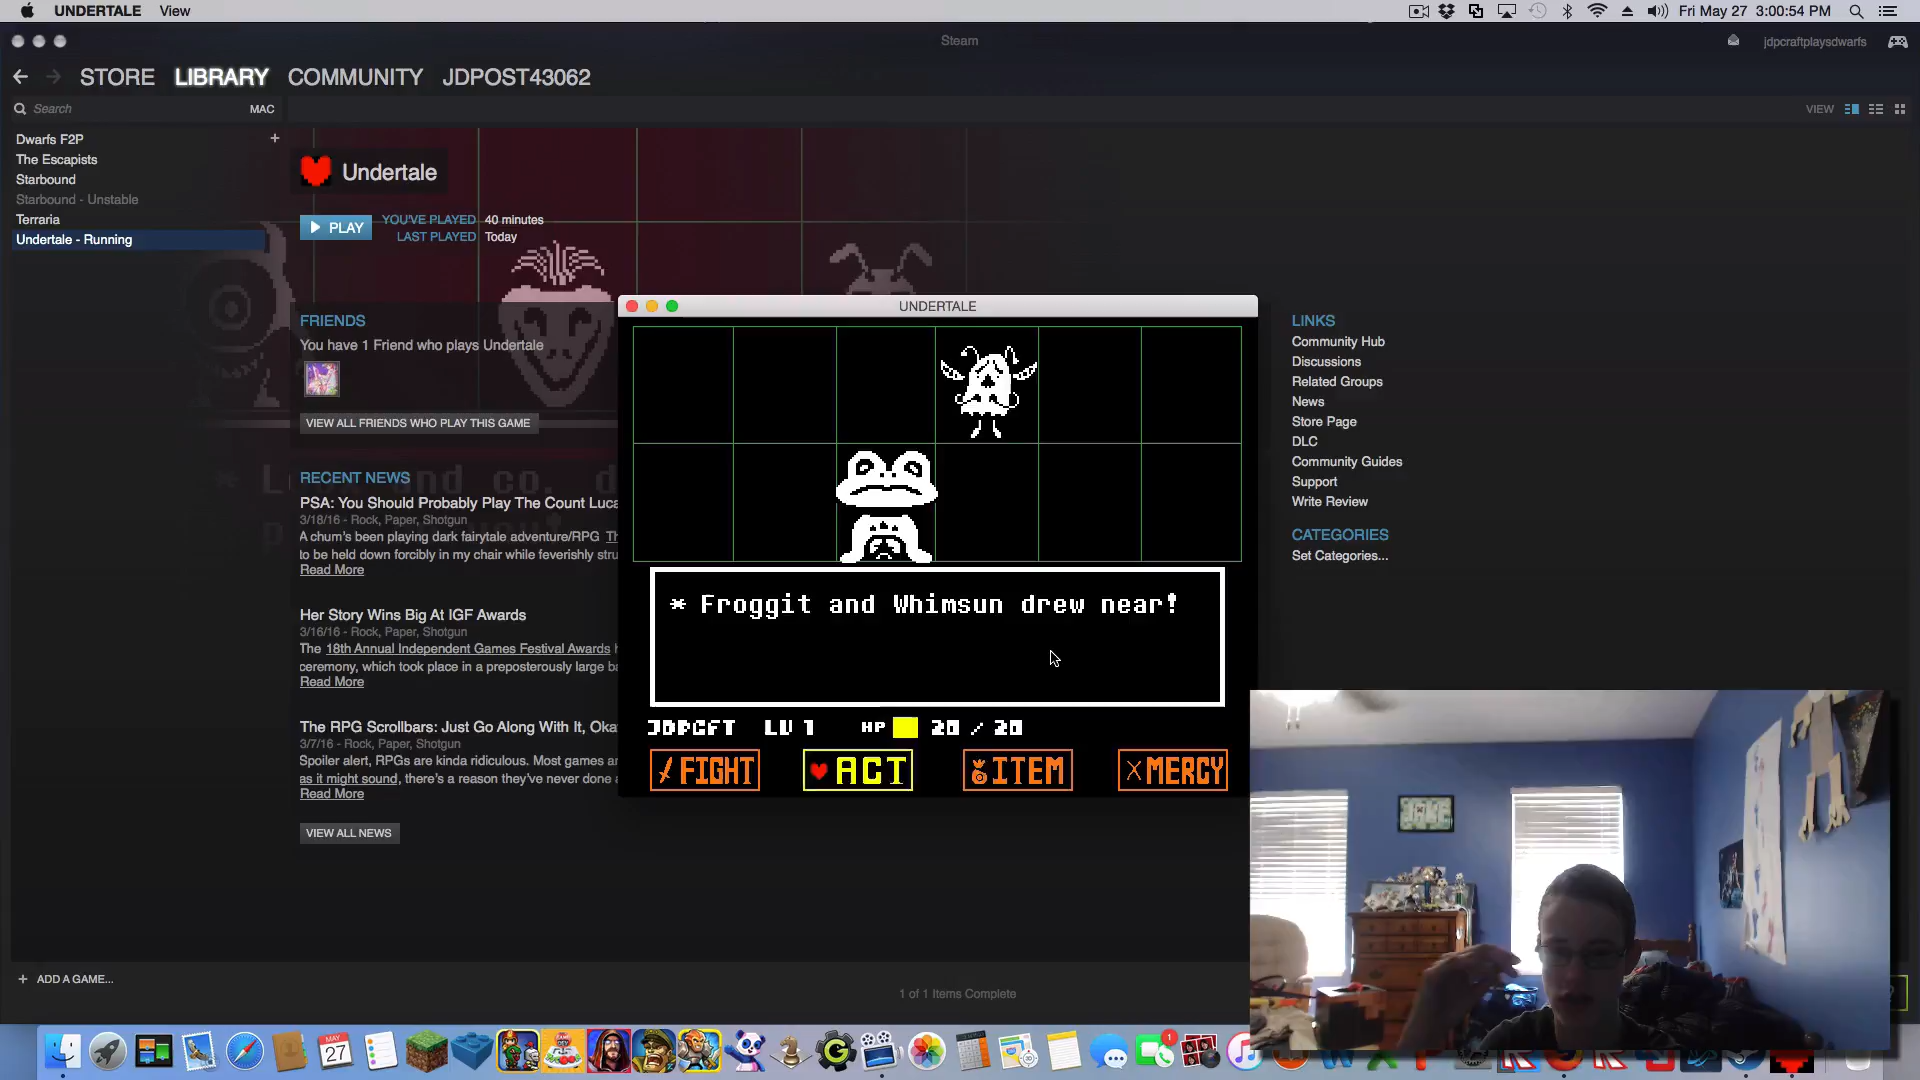 UNDERTALE View
Fri May 27 3:00:54 PM
Steam
jdpcraftplaysdwarfs
STORE LIBRARY COMMUNITY JDPOST43062
Search MAC
VIEW
Dwarfs F2P +
The Escapists
Starbound
Starbound - Unstable
Terraria
Undertale - Running
Undertale
PLAY
YOU'VE PLAYED 40 minutes
LAST PLAYED Today
FRIENDS
You have 1 Friend who plays Undertale
VIEW ALL FRIENDS WHO PLAY THIS GAME
RECENT NEWS
PSA: You Should Probably Play The Count Luca
3/18/16 - Rock, Paper, Shotgun
A chum's been playing dark fairytale adventure/RPG Th
to be held down forcibly in my chair while feverishly stru
Read More
Her Story Wins Big At IGF Awards
3/16/16 - Rock, Paper, Shotgun
The 18th Annual Independent Games Festival Awards h
ceremony, which took place in a preposterously large ba
Read More
The RPG Scrollbars: Just Go Along With It, Oka
3/7/16 - Rock, Paper, Shotgun
Spoiler alert, RPGs are kinda ridiculous. Most games ar
as it might sound, there's a reason they've never done a
Read More
VIEW ALL NEWS
UNDERTALE
* Froggit and Whimsun drew near!
JDPCFT LV 1 HP 20 / 20
FIGHT ACT ITEM MERCY
LINKS
Community Hub
Discussions
Related Groups
News
Store Page
DLC
Community Guides
Support
Write Review
CATEGORIES
Set Categories...
+ ADD A GAME...
1 of 1 Items Complete
MAY
27
1